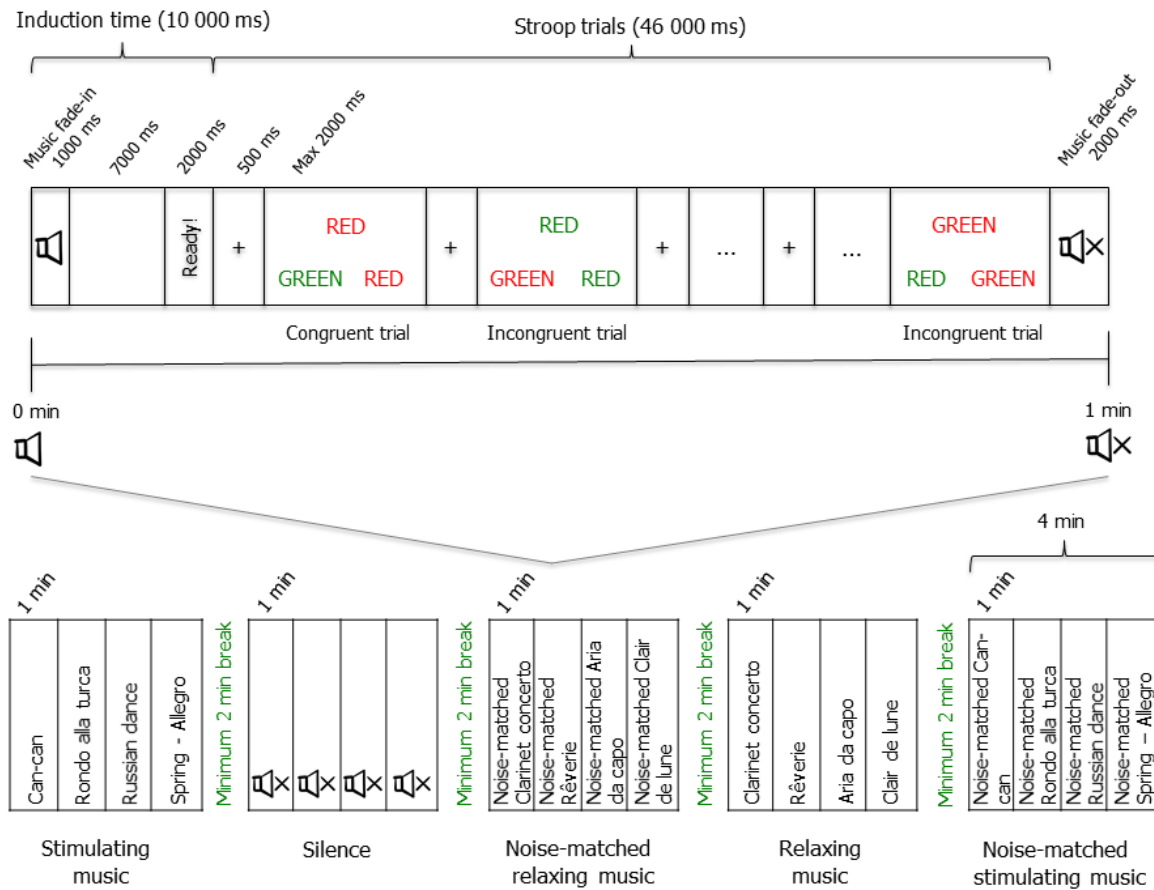 Induction time (10 000 ms)
Stroop trials (46 000 ms)
Music fade-in
1000 ms
7000 ms
2000 ms
500 ms
Max 2000 ms
Music fade-out
2000 ms
Ready!
+
RED
GREEN RED
+
RED
GREEN RED
+
...
+
...
GREEN
RED GREEN
Congruent trial
Incongruent trial
Incongruent trial
0 min
1 min
4 min
1 min
Can-can
Rondo alla turca
Russian dance
Spring - Allegro
Stimulating
music
Minimum 2 min break
1 min
Silence
Minimum 2 min break
1 min
Noise-matched
Clarinet concerto
Noise-matched
Rêverie
Noise-matched Aria
da capo
Noise-matched Clair
de lune
Noise-matched
relaxing music
Minimum 2 min break
1 min
Clarinet concerto
Rêverie
Aria da capo
Clair de lune
Relaxing
music
Minimum 2 min break
1 min
Noise-matched Can-
can
Noise-matched
Rondo alla turca
Noise-matched
Russian dance
Noise-matched
Spring – Allegro
Noise-matched
stimulating music